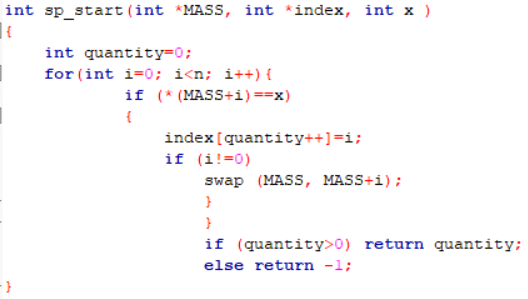 int sp_start(int *MASS, int *index, int x )
{
    int quantity=0;
    for(int i=0; i<n; i++){
            if (*(MASS+i)==x)
            {
                index[quantity++]=i;
                if (i!=0)
                    swap (MASS, MASS+i);
                    }
                    }
                    if (quantity>0) return quantity;
                    else return -1;
}